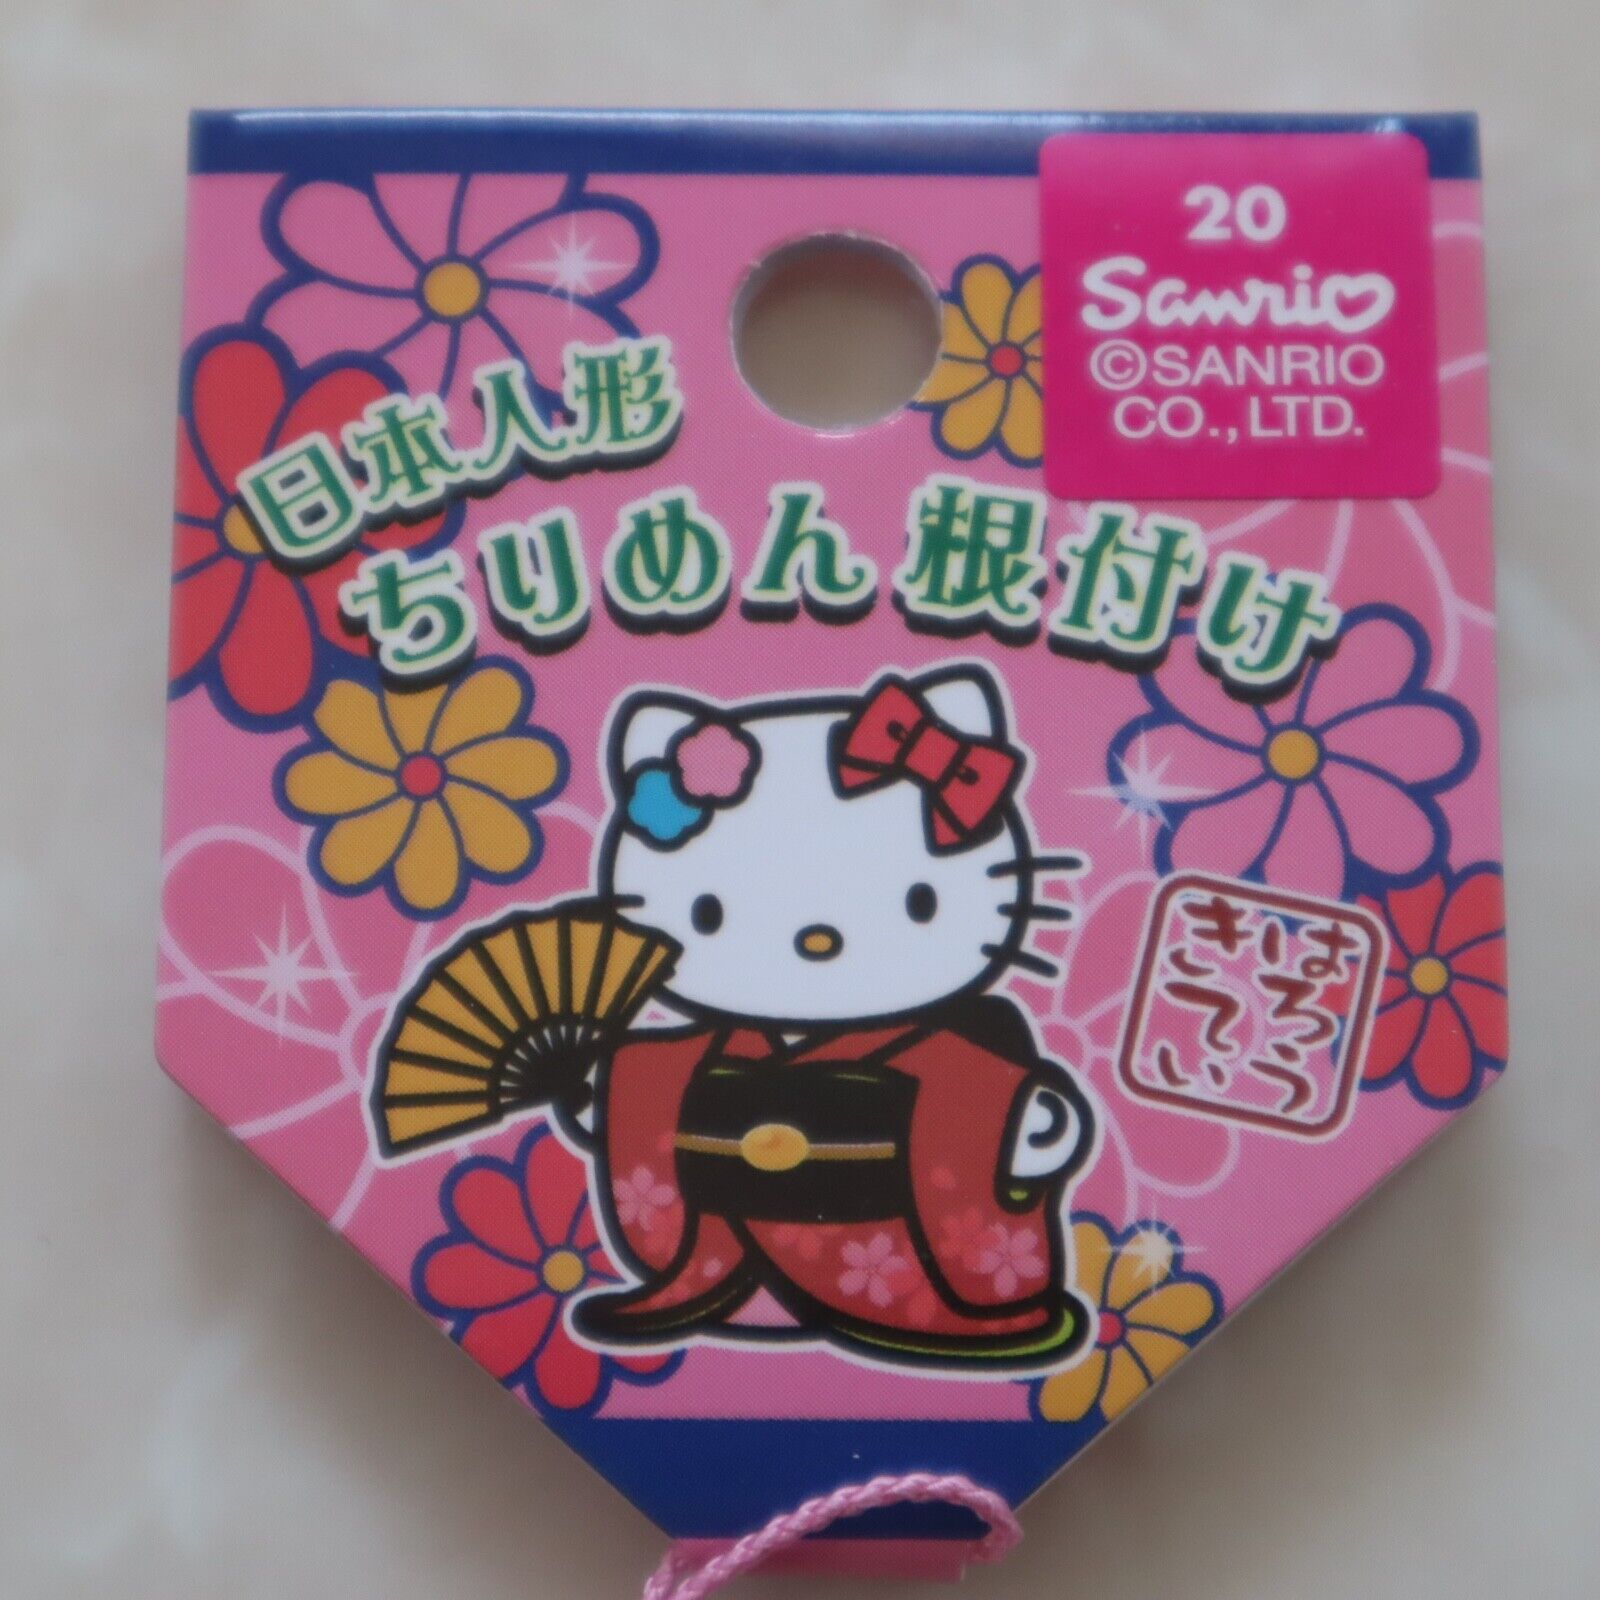 20
Sanrio
©SANRIO
CO., LTD.
日本人形
ちりめん根付け
はろう
きてぃ